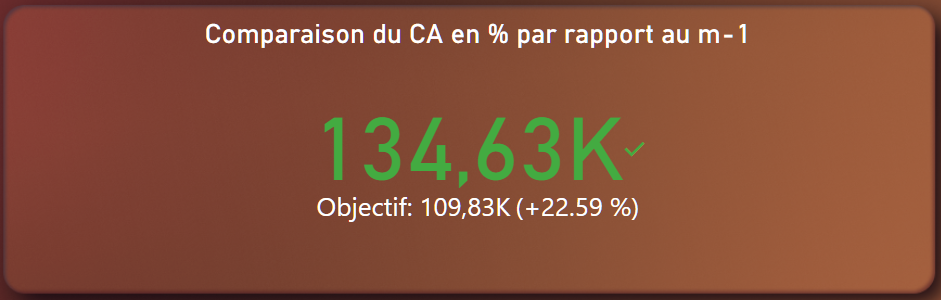 Comparaison du CA en % par rapport au m-1
134,63K✓
Objectif: 109,83K (+22.59 %)